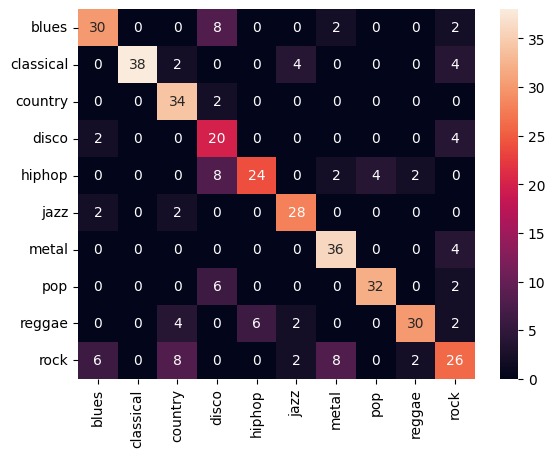 blues 30 0 0 8 0 0 2 0 0 2
classical 0 38 2 0 0 4 0 0 0 4
country 0 0 34 2 0 0 0 0 0 0
disco 2 0 0 20 0 0 0 0 0 4
hiphop 0 0 0 8 24 0 2 4 2 0
jazz 2 0 2 0 0 28 0 0 0 0
metal 0 0 0 0 0 0 36 0 0 4
pop 0 0 0 6 0 0 0 32 0 2
reggae 0 0 4 0 6 2 0 0 30 2
rock 6 0 8 0 0 2 8 0 2 26
blues classical country disco hiphop jazz metal pop reggae rock
35
30
25
20
15
10
5
0